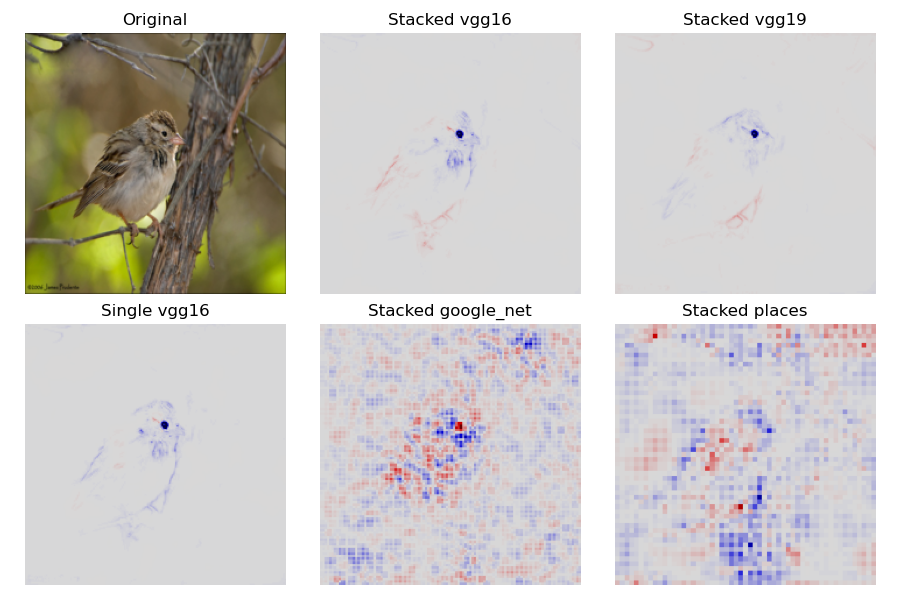 Original
Stacked vgg16
Stacked vgg19
Single vgg16
Stacked google_net
Stacked places